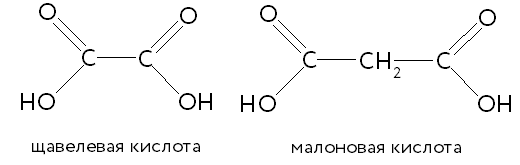 O O O O
C C C CH2 C
HO OH HO OH
щавелевая кислота малоновая кислота